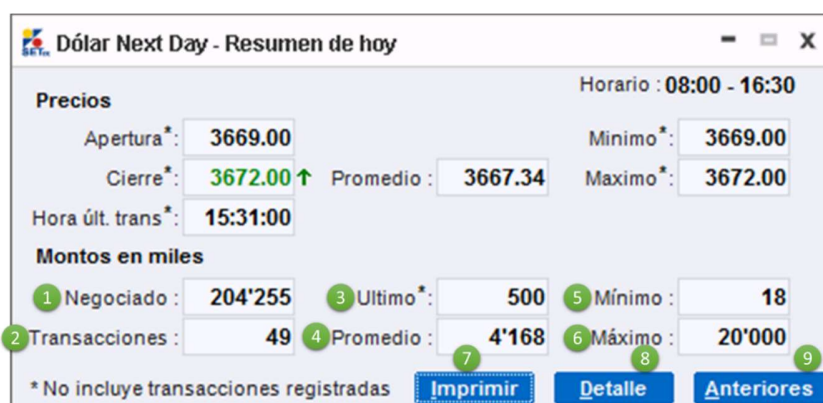 SETFX Dólar Next Day - Resumen de hoy
Horario : 08:00 - 16:30
Precios
Apertura*: 3669.00 Minimo*: 3669.00
Cierre*: 3672.00 ↑ Promedio : 3667.34 Maximo*: 3672.00
Hora últ. trans*: 15:31:00
Montos en miles
1 Negociado : 204'255 3 Ultimo*: 500 5 Mínimo : 18
2 Transacciones : 49 4 Promedio : 4'168 6 Máximo : 20'000
7 8 9
* No incluye transacciones registradas Imprimir Detalle Anteriores